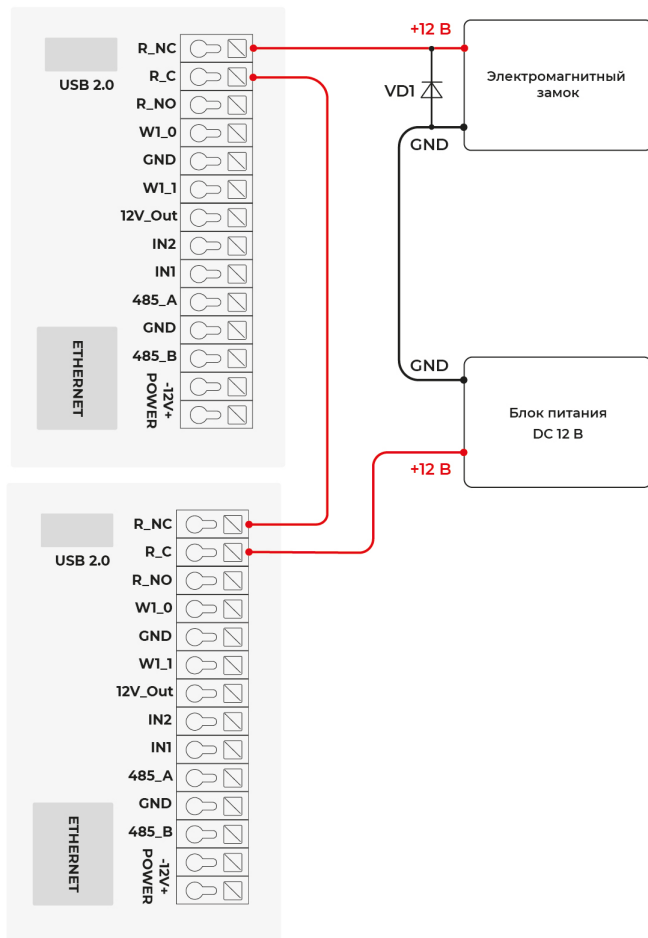 R_NC
R_C
USB 2.0
R_NO
W1_0
GND
W1_1
12V_Out
IN2
IN1
485_A
GND
485_B
ETHERNET
-12V+
POWER
+12 В
VD1
GND
Электромагнитный
замок
GND
Блок питания
DC 12 В
+12 В
R_NC
R_C
USB 2.0
R_NO
W1_0
GND
W1_1
12V_Out
IN2
IN1
485_A
GND
485_B
ETHERNET
-12V+
POWER